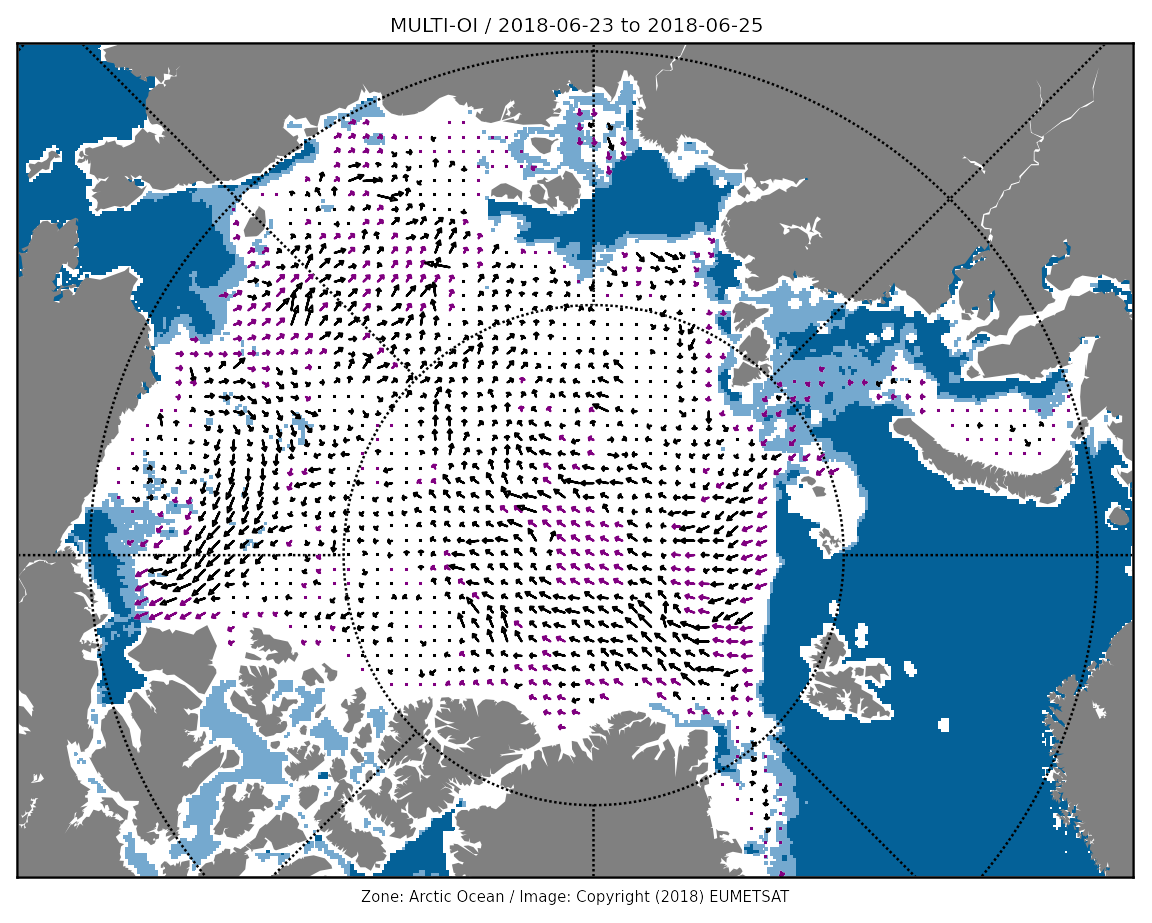 MULTI-OI / 2018-06-23 to 2018-06-25
Zone: Arctic Ocean / Image: Copyright (2018) EUMETSAT